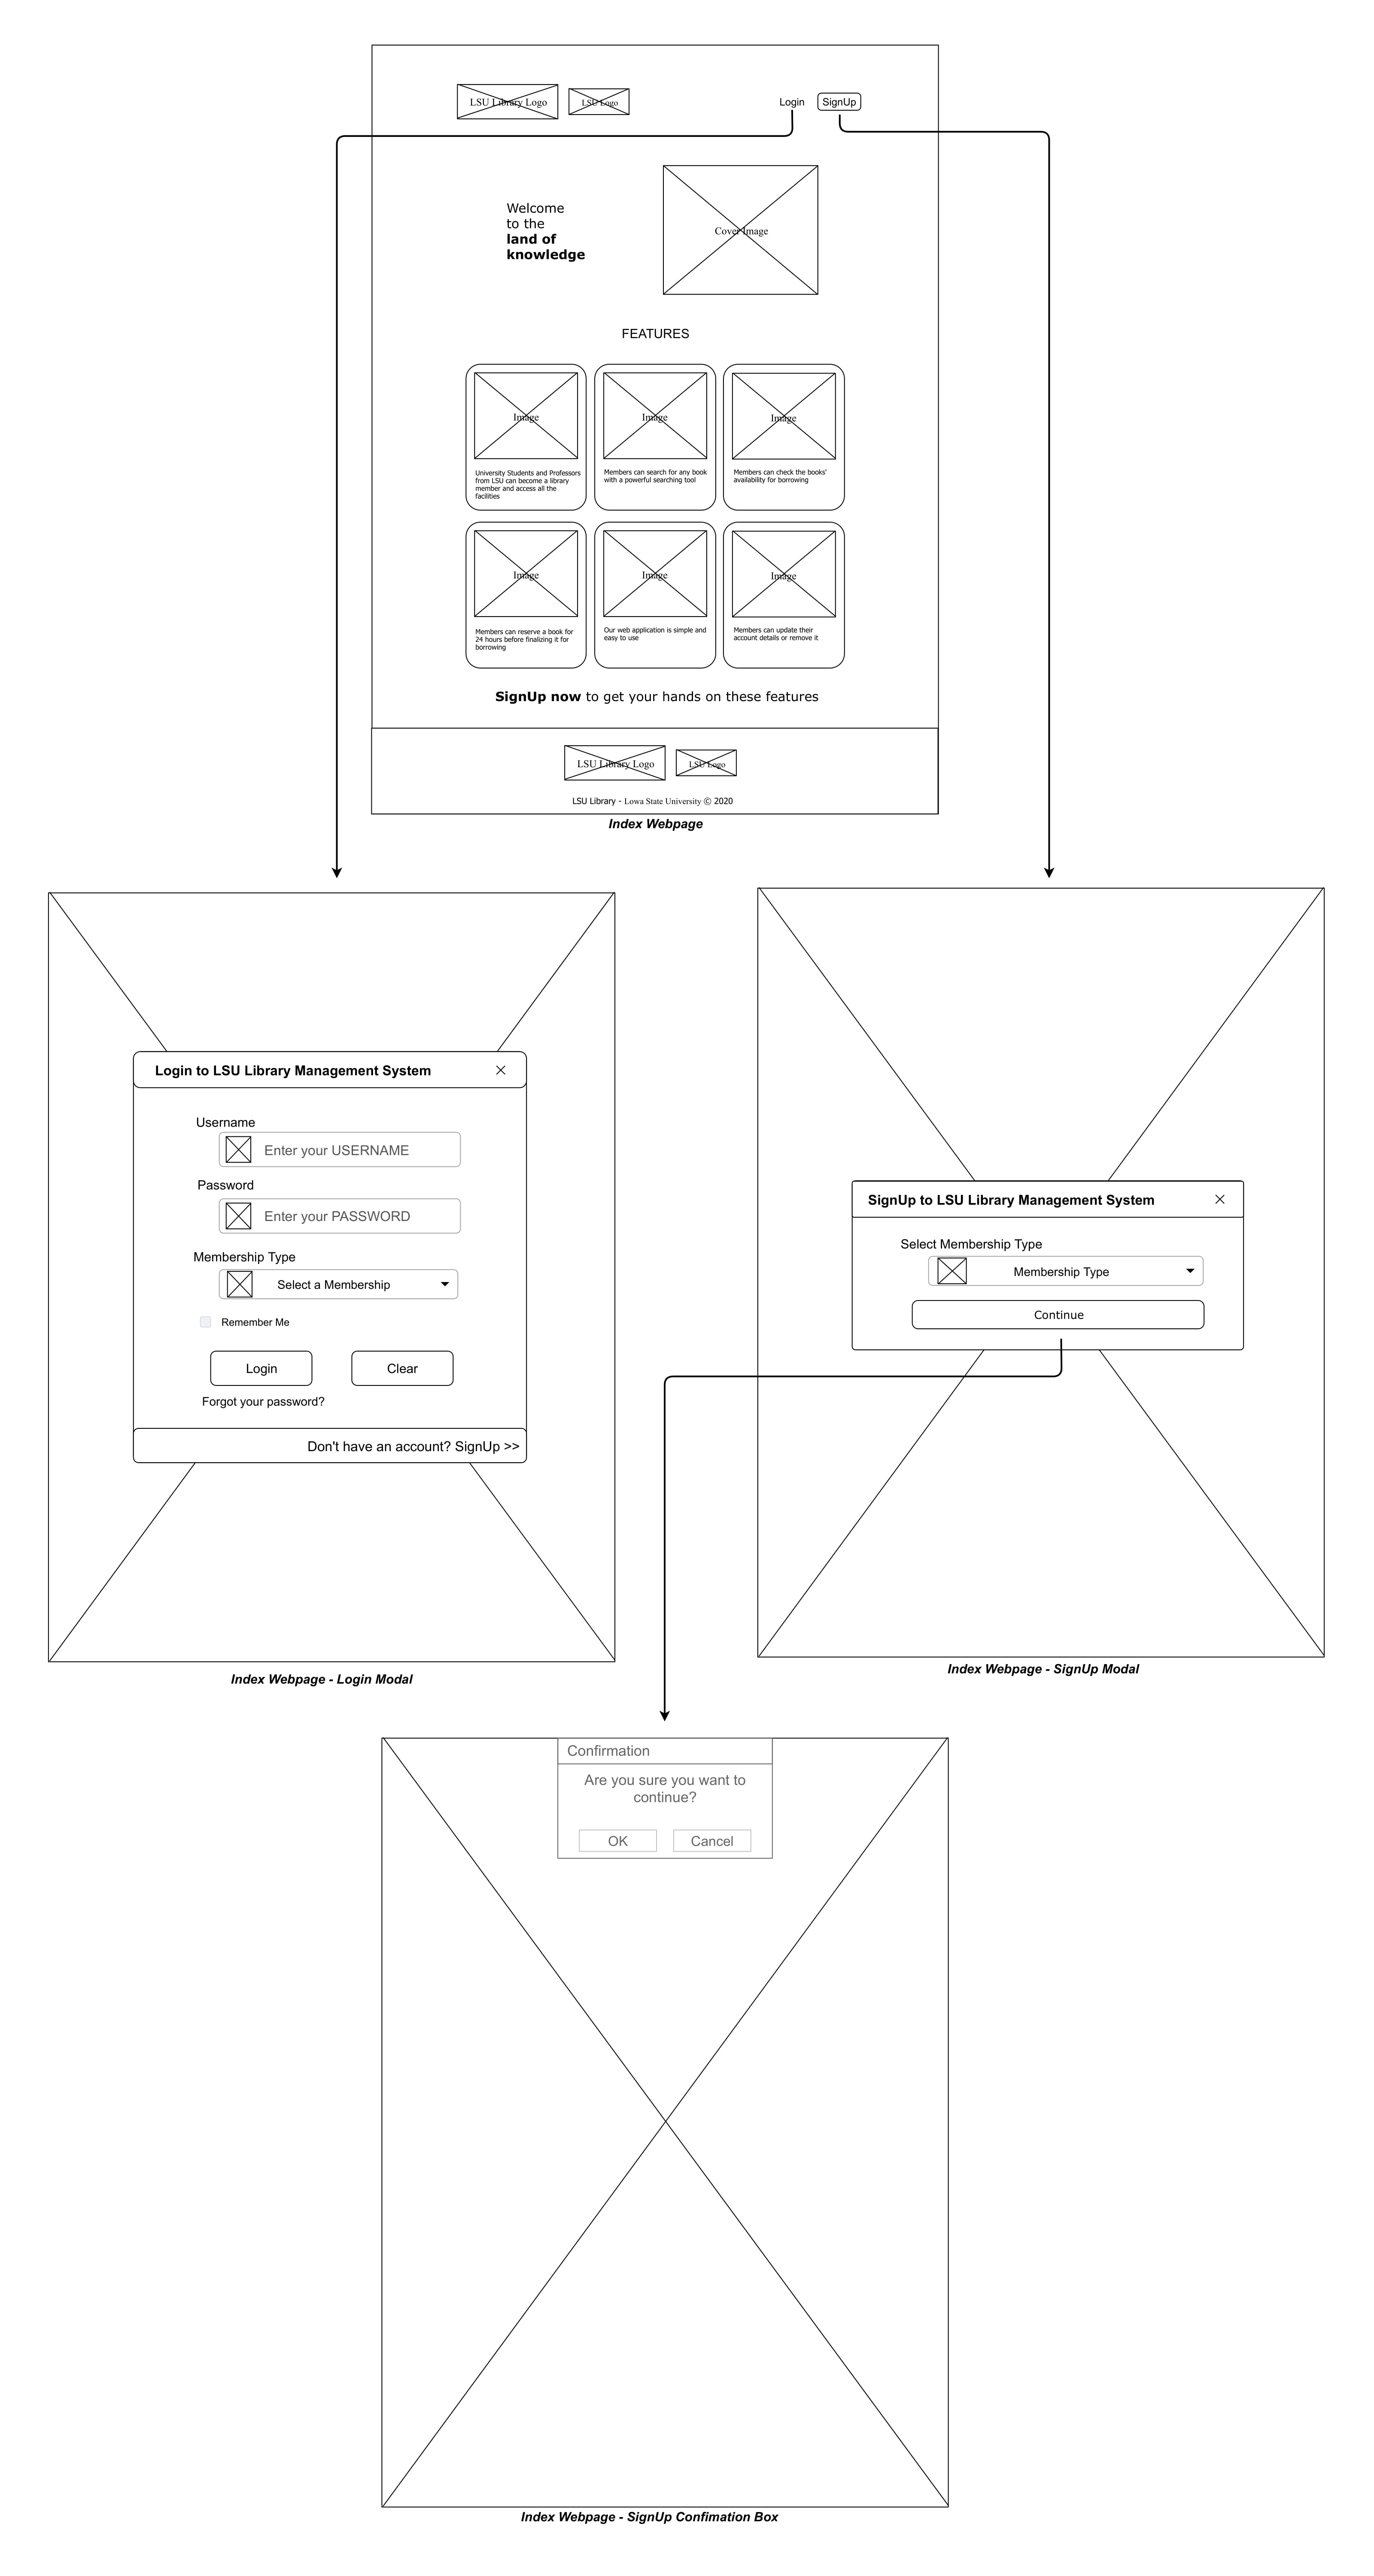 LSU Library Logo
LSU Logo
Login
SignUp
Welcome
to the
land of
knowledge
Cover Image
FEATURES
Image
Image
Image
University Students and Professors
from LSU can become a library
member and access all the
facilities
Members can search for any book
with a powerful searching tool
Members can check the books'
availability for borrowing
Image
Image
Image
Members can reserve a book for
24 hours before finalizing it for
borrowing
Our web application is simple and
easy to use
Members can update their
account details or remove it
SignUp now to get your hands on these features
LSU Library Logo
LSU Logo
LSU Library - Lowa State University © 2020
Index Webpage
Login to LSU Library Management System
Username
Enter your USERNAME
Password
Enter your PASSWORD
Membership Type
Select a Membership
Remember Me
Login
Clear
Forgot your password?
Don't have an account? SignUp >>
Index Webpage - Login Modal
SignUp to LSU Library Management System
Select Membership Type
Membership Type
Continue
Index Webpage - SignUp Modal
Confirmation
Are you sure you want to
continue?
OK
Cancel
Index Webpage - SignUp Confimation Box